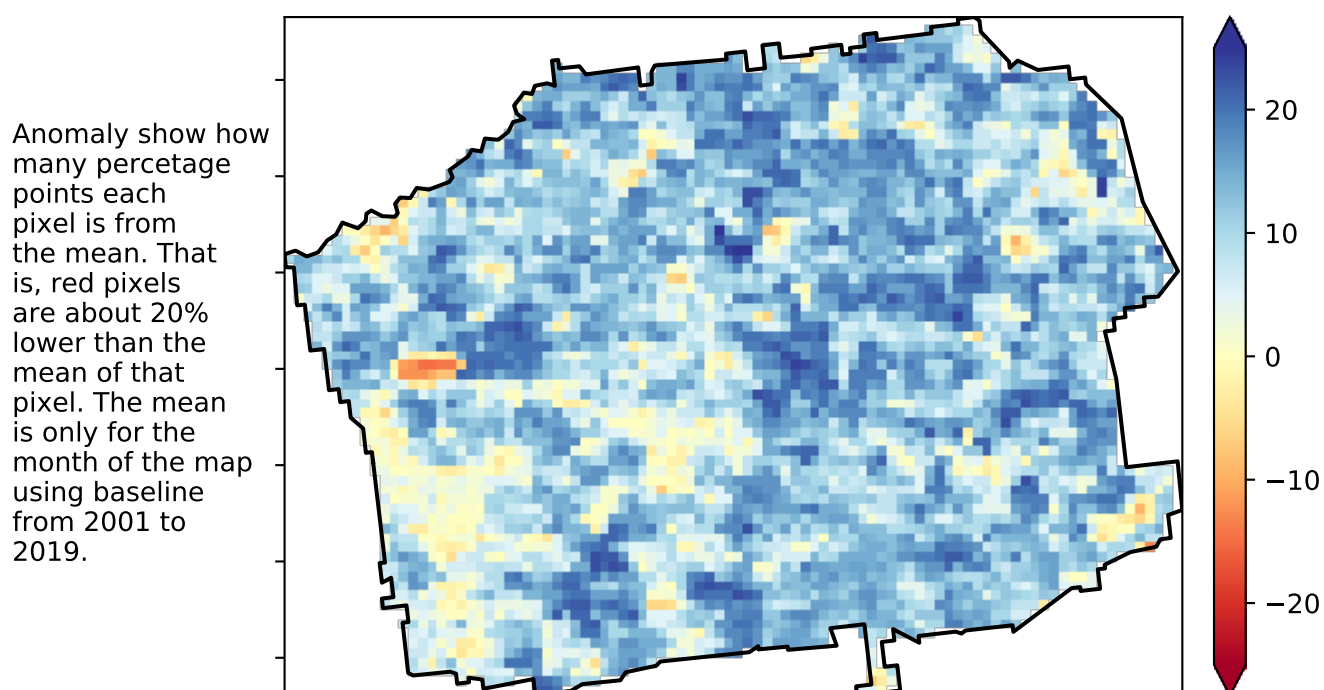 Anomaly show how
many percetage
points each
pixel is from
the mean. That
is, red pixels
are about 20%
lower than the
mean of that
pixel. The mean
is only for the
month of the map
using baseline
from 2001 to
2019.
20
10
0
−10
−20